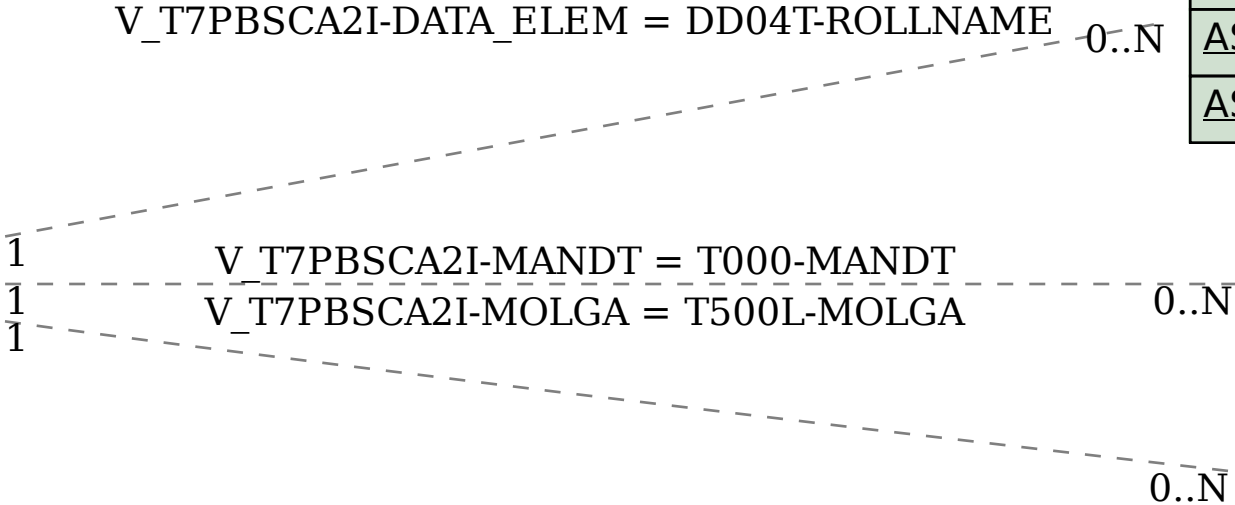 V_T7PBSCA2I-DATA_ELEM = DD04T-ROLLNAME
0..N
1
V_T7PBSCA2I-MANDT = T000-MANDT
1
0..N
V_T7PBSCA2I-MOLGA = T500L-MOLGA
1
0..N